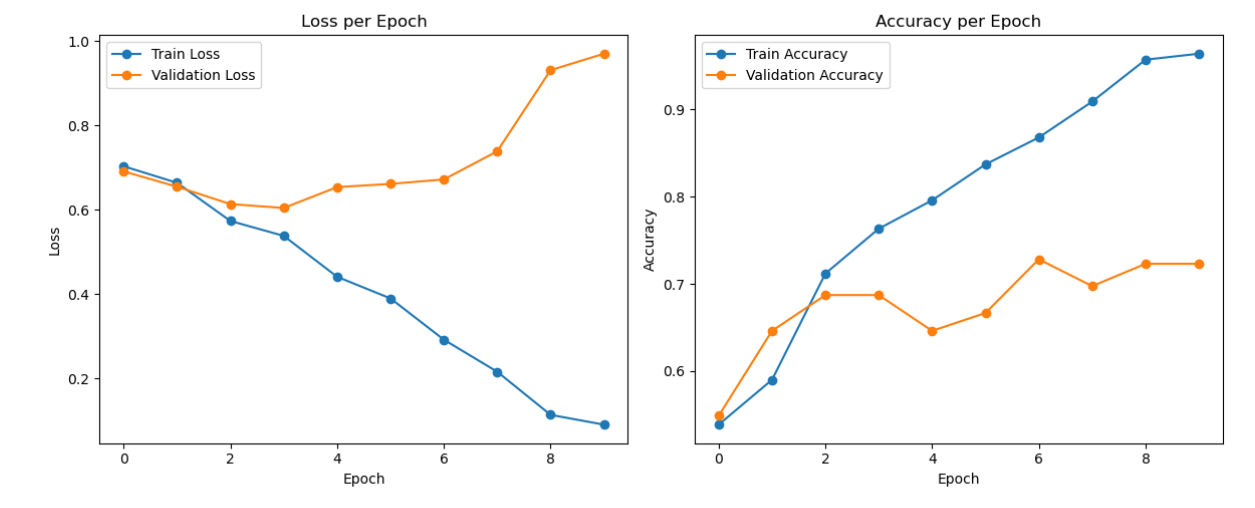 Loss per Epoch
Train Loss
Validation Loss
1.0
0.8
0.6
0.4
0.2
Loss
0 2 4 6 8
Epoch
Accuracy per Epoch
Train Accuracy
Validation Accuracy
0.9
0.8
0.7
0.6
Accuracy
0 2 4 6 8
Epoch